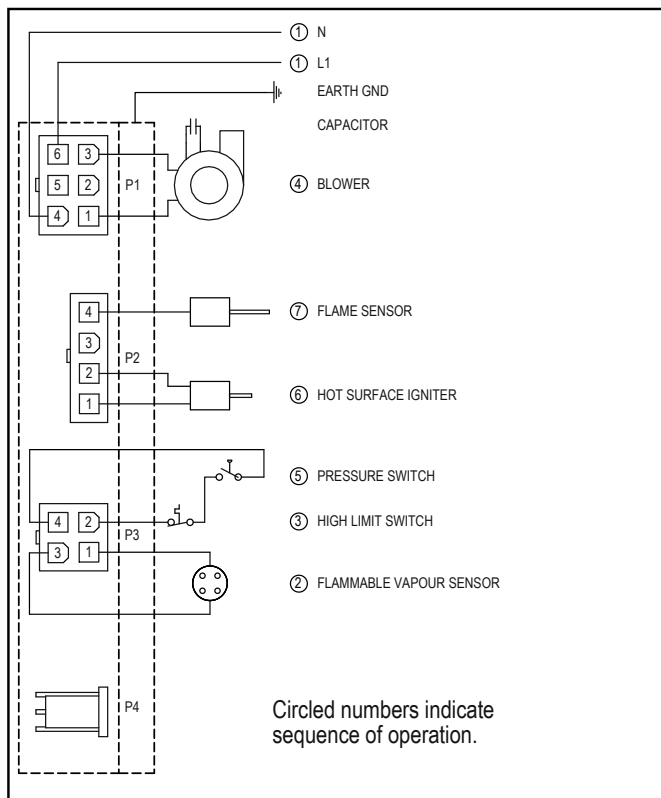 ① N
① L1
EARTH GND
CAPACITOR
6 3
5 2 P1
④ BLOWER
4 1
4
⑦ FLAME SENSOR
3
P2
2
⑥ HOT SURFACE IGNITER
1
⑤ PRESSURE SWITCH
4 2
③ HIGH LIMIT SWITCH
P3
3 1
② FLAMMABLE VAPOUR SENSOR
P4
Circled numbers indicate
sequence of operation.